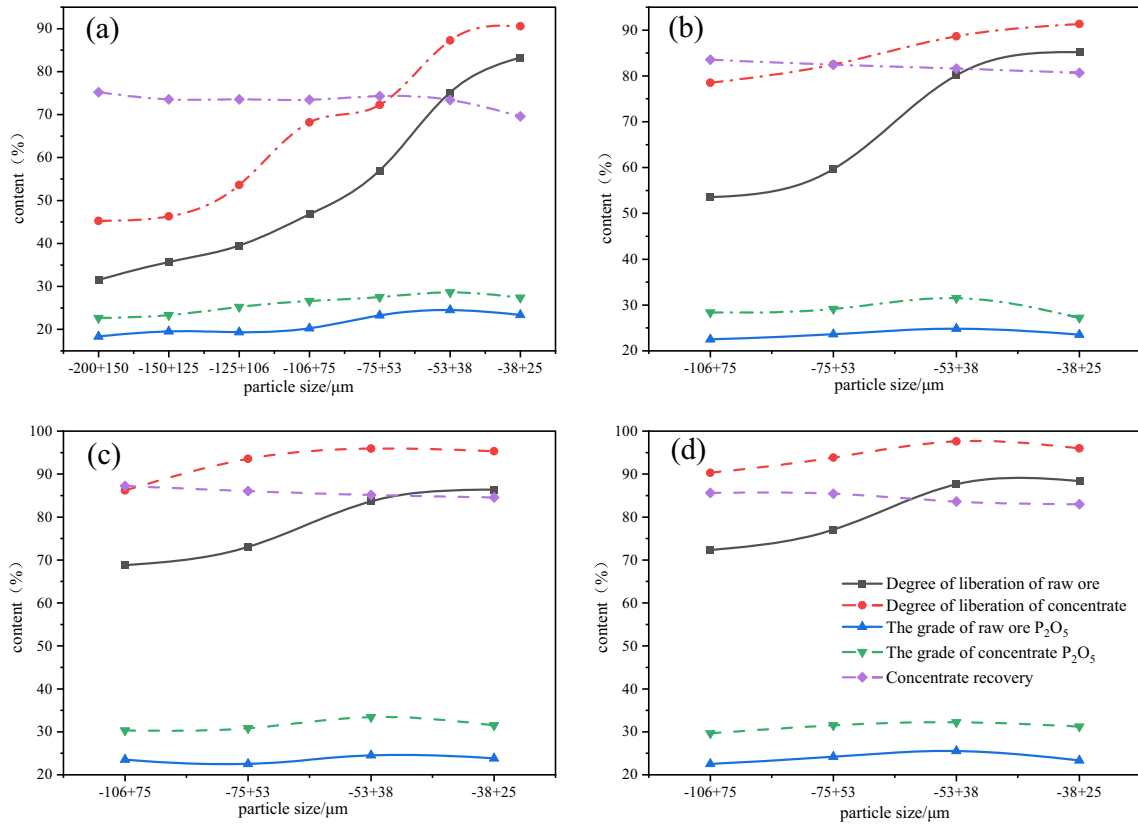 (a)
90
80
70
60
50
40
30
20
content（%）
-200+150 -150+125 -125+106 -106+75 -75+53 -53+38 -38+25
particle size/μm
(b)
90
80
70
60
50
40
30
20
content（%）
-106+75 -75+53 -53+38 -38+25
particle size/μm
(c)
100
90
80
70
60
50
40
30
20
content（%）
-106+75 -75+53 -53+38 -38+25
particle size/μm
(d)
100
90
80
70
60
50
40
30
20
content（%）
Degree of liberation of raw ore
Degree of liberation of concentrate
The grade of raw ore P₂O₅
The grade of concentrate P₂O₅
Concentrate recovery
-106+75 -75+53 -53+38 -38+25
particle size/μm